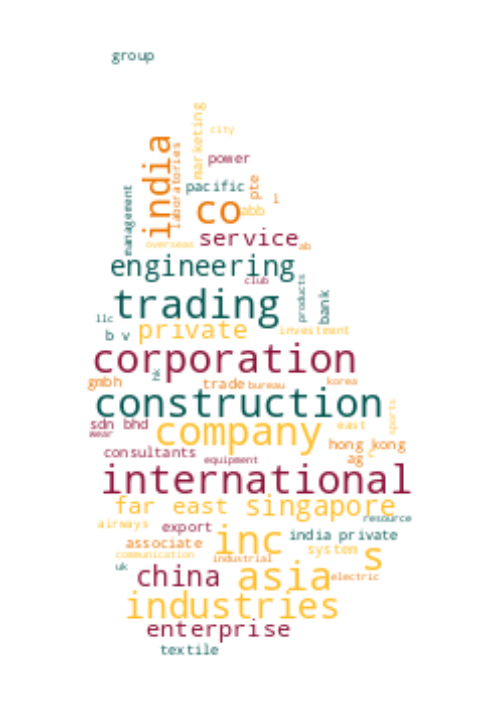 group
marketing
city
india
laboratories
power
management
pacific
pte
l
co
abb
service
overseas
ab
engineering
club
products
bank
trading
llc
b v
private
investment
corporation
hk
gmbh
trade
bureau
korea
construction
sports
sdn bhd
wear
company
east
hong kong
consultants
equipment
ag
c
international
far east
singapore
resource
airways
export
inc
india private
associate
system
s
communication
industrial
uk
china
asia
electric
industries
enterprise
textile